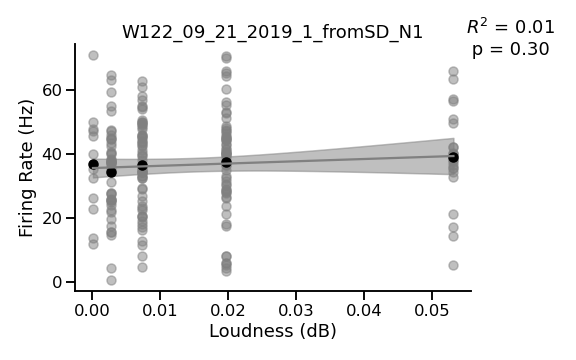 W122_09_21_2019_1_fromSD_N1
R² = 0.01
p = 0.30
Firing Rate (Hz)
60
40
20
0
0.00 0.01 0.02 0.03 0.04 0.05
Loudness (dB)